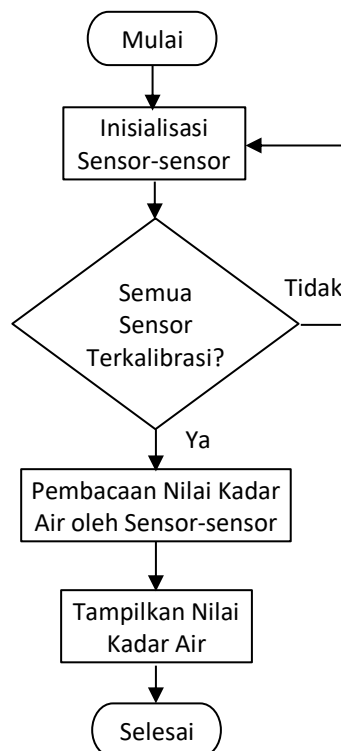 Mulai
Inisialisasi
Sensor-sensor
Semua
Sensor
Terkalibrasi?
Tidak
Ya
Pembacaan Nilai Kadar
Air oleh Sensor-sensor
Tampilkan Nilai
Kadar Air
Selesai